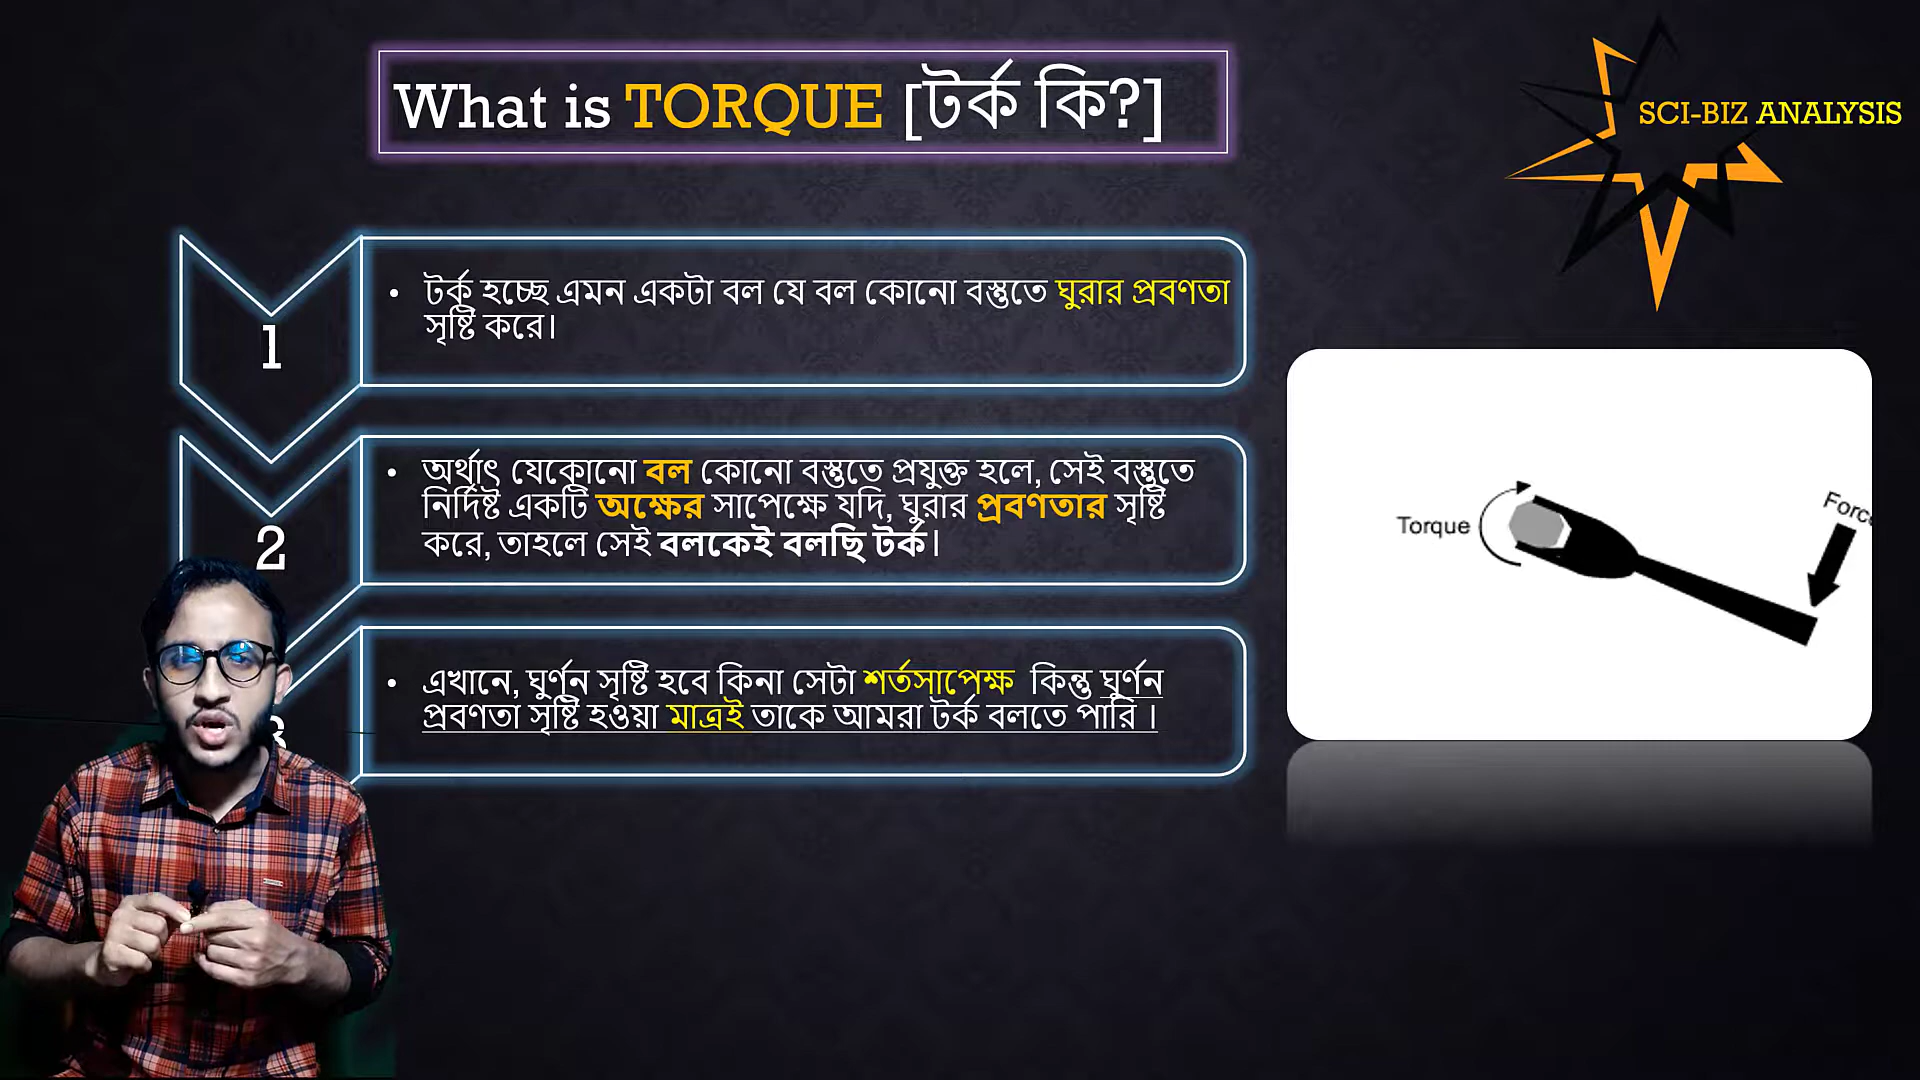 What is TORQUE [টর্ক কি?]
SCI-BIZ ANALYSIS
1
• টর্ক হচ্ছে এমন একটা বল যে বল কোনো বস্তুতে ঘুরার প্রবণতা
সৃষ্টি করে।
2
• অর্থাৎ যেকোনো বল কোনো বস্তুতে প্রযুক্ত হলে, সেই বস্তুতে
নির্দিষ্ট একটি অক্ষের সাপেক্ষে যদি, ঘুরার প্রবণতার সৃষ্টি
করে, তাহলে সেই বলকেই বলছি টর্ক।
• এখানে, ঘুর্ণন সৃষ্টি হবে কিনা সেটা শর্তসাপেক্ষ কিন্তু ঘুর্ণন
প্রবণতা সৃষ্টি হওয়া মাত্রই তাকে আমরা টর্ক বলতে পারি ।
Torque